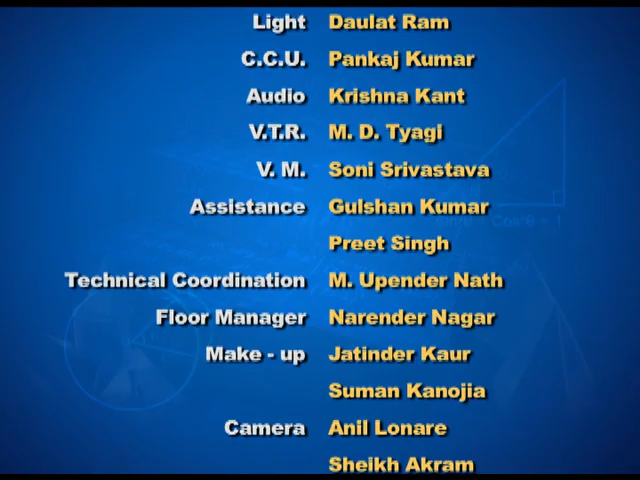 Light Daulat Ram
C.C.U. Pankaj Kumar
Audio Krishna Kant
V.T.R. M. D. Tyagi
V. M. Soni Srivastava
Assistance Gulshan Kumar
Preet Singh
Technical Coordination M. Upender Nath
Floor Manager Narender Nagar
Make - up Jatinder Kaur
Suman Kanojia
Camera Anil Lonare
Sheikh Akram